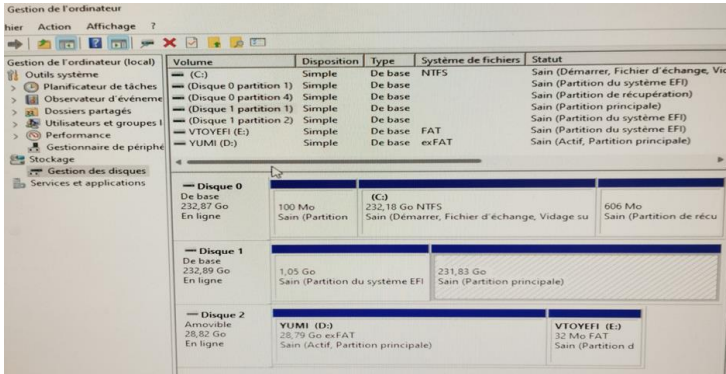 Gestion de l'ordinateur
hier Action Affichage ?
Gestion de l'ordinateur (local)
Outils système
Planificateur de tâches
Observateur d'événeme
Dossiers partagés
Utilisateurs et groupes l
Performance
Gestionnaire de périphé
Stockage
Gestion des disques
Services et applications
Volume Disposition Type Système de fichiers Statut
(C:) Simple De base NTFS Sain (Démarrer, Fichier d'échange, Vic
(Disque 0 partition 1) Simple De base Sain (Partition du système EFI)
(Disque 0 partition 4) Simple De base Sain (Partition de récupération)
(Disque 1 partition 1) Simple De base Sain (Partition principale)
(Disque 1 partition 2) Simple De base Sain (Partition du système EFI)
VTOYEFI (E:) Simple De base FAT Sain (Partition du système EFI)
YUMI (D:) Simple De base exFAT Sain (Actif, Partition principale)
Disque 0
De base
232,87 Go
En ligne
100 Mo
Sain (Partition
(C:)
232,18 Go NTFS
Sain (Démarrer, Fichier d'échange, Vidage su
606 Mo
Sain (Partition de récu
Disque 1
De base
232,89 Go
En ligne
1,05 Go
Sain (Partition du système EFI
231,83 Go
Sain (Partition principale)
Disque 2
Amovible
28,82 Go
En ligne
YUMI (D:)
28,79 Go exFAT
Sain (Actif, Partition principale)
VTOYEFI (E:)
32 Mo FAT
Sain (Partition d